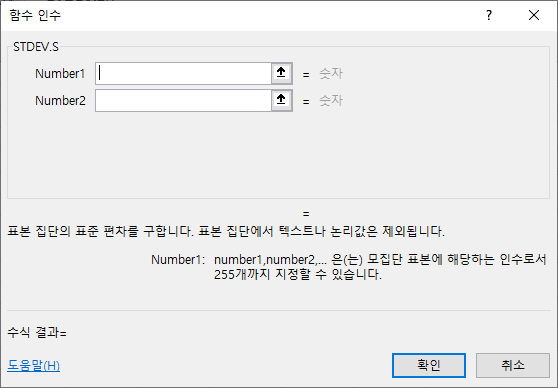 함수 인수
? ×
STDEV.S
Number1 = 숫자
Number2 = 숫자
=
표본 집단의 표준 편차를 구합니다. 표본 집단에서 텍스트나 논리값은 제외됩니다.
Number1: number1,number2,... 은(는) 모집단 표본에 해당하는 인수로서
255개까지 지정할 수 있습니다.
수식 결과=
도움말(H)
확인
취소